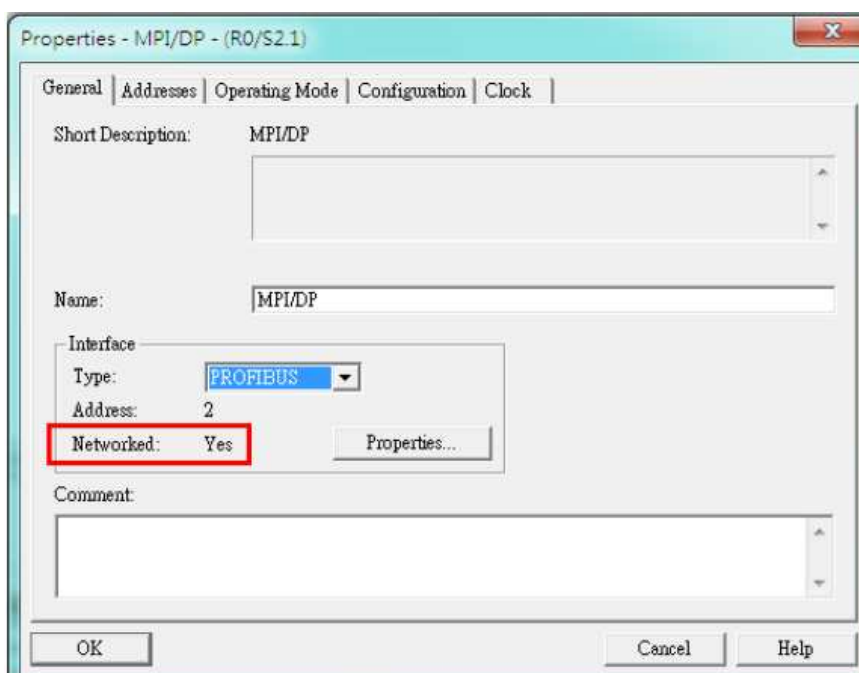 Properties - MPI/DP - (R0/S2.1)
General Addresses Operating Mode Configuration Clock
Short Description: MPI/DP
Name: MPI/DP
Interface
Type: PROFIBUS
Address: 2
Networked: Yes Properties...
Comment:
OK Cancel Help